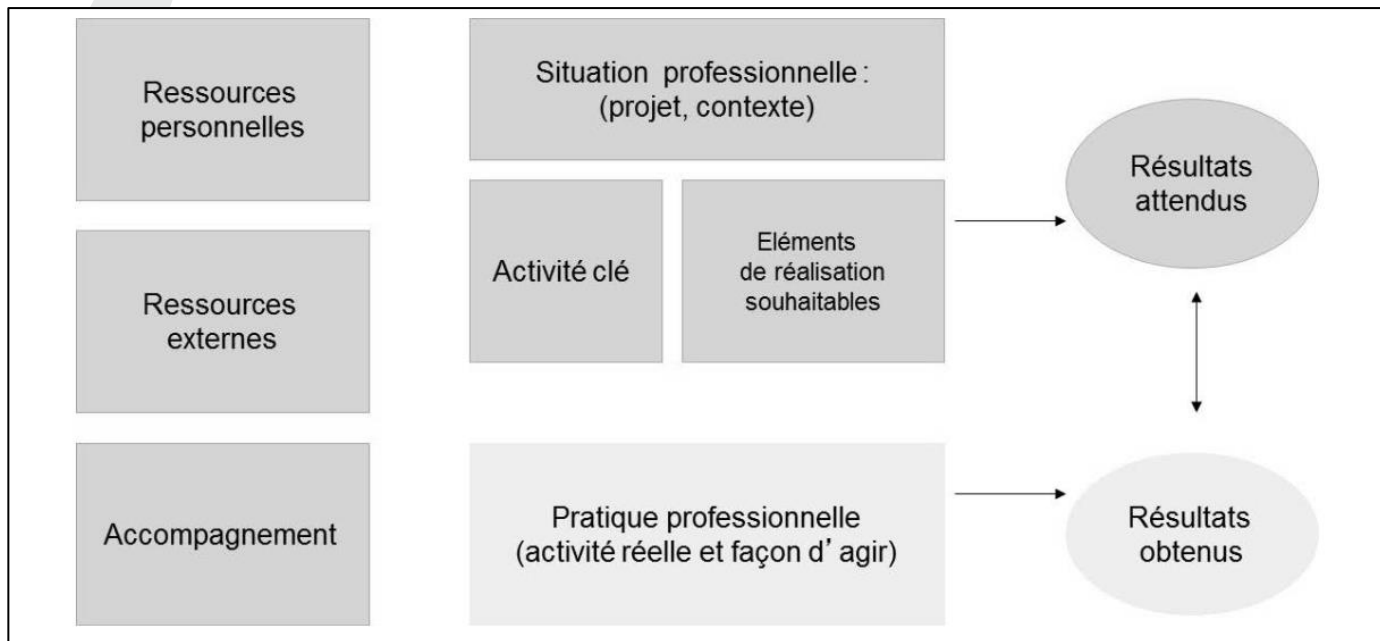 Ressources
personnelles
Ressources
externes
Accompagnement
Situation professionnelle :
(projet, contexte)
Activité clé
Eléments
de réalisation
souhaitables
Pratique professionnelle
(activité réelle et façon d’ agir)
Résultats
attendus
Résultats
obtenus